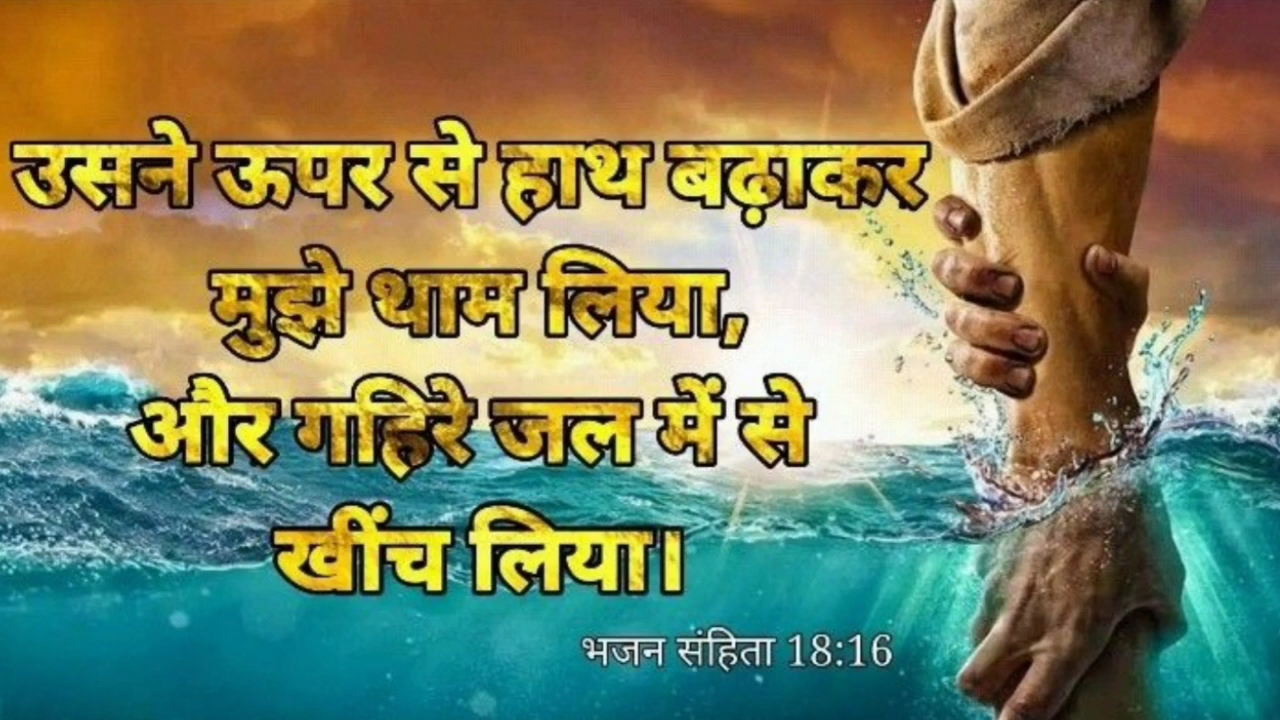 उसने ऊपर से हाथ बढ़ाकर
मुझे थाम लिया,
और गहिरे जल में से
खींच लिया।
भजन संहिता 18:16